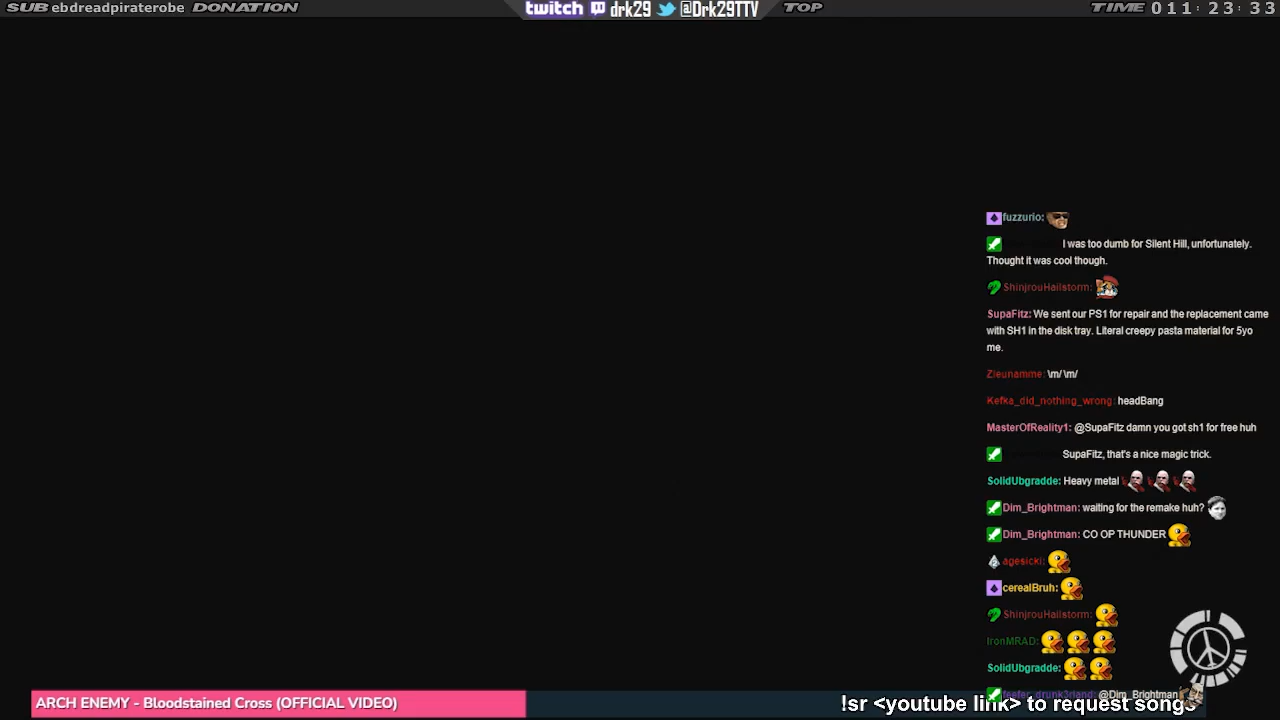 SUB ebdreadpiraterobe DONATION
twitch drk29 @Drk29TTV
TOP
TIME 011:23:33
fuzzurio:
I was too dumb for Silent Hill, unfortunately.
Thought it was cool though.
ShinjrouHailstorm:
SupaFitz: We sent our PS1 for repair and the replacement came
with SH1 in the disk tray. Literal creepy pasta material for 5yo
me.
Zieunamme: \m/ \m/
Kefka_did_nothing_wrong: headBang
MasterOfReality1: @SupaFitz damn you got sh1 for free huh
SupaFitz, that's a nice magic trick.
SolidUbgradde: Heavy metal
Dim_Brightman: waiting for the remake huh?
Dim_Brightman: CO OP THUNDER
agesicki:
cerealBruh:
ShinjrouHailstorm:
IronMRAD:
SolidUbgradde:
@Dim_Brightman
ARCH ENEMY - Bloodstained Cross (OFFICIAL VIDEO)
!sr <youtube link> to request songs